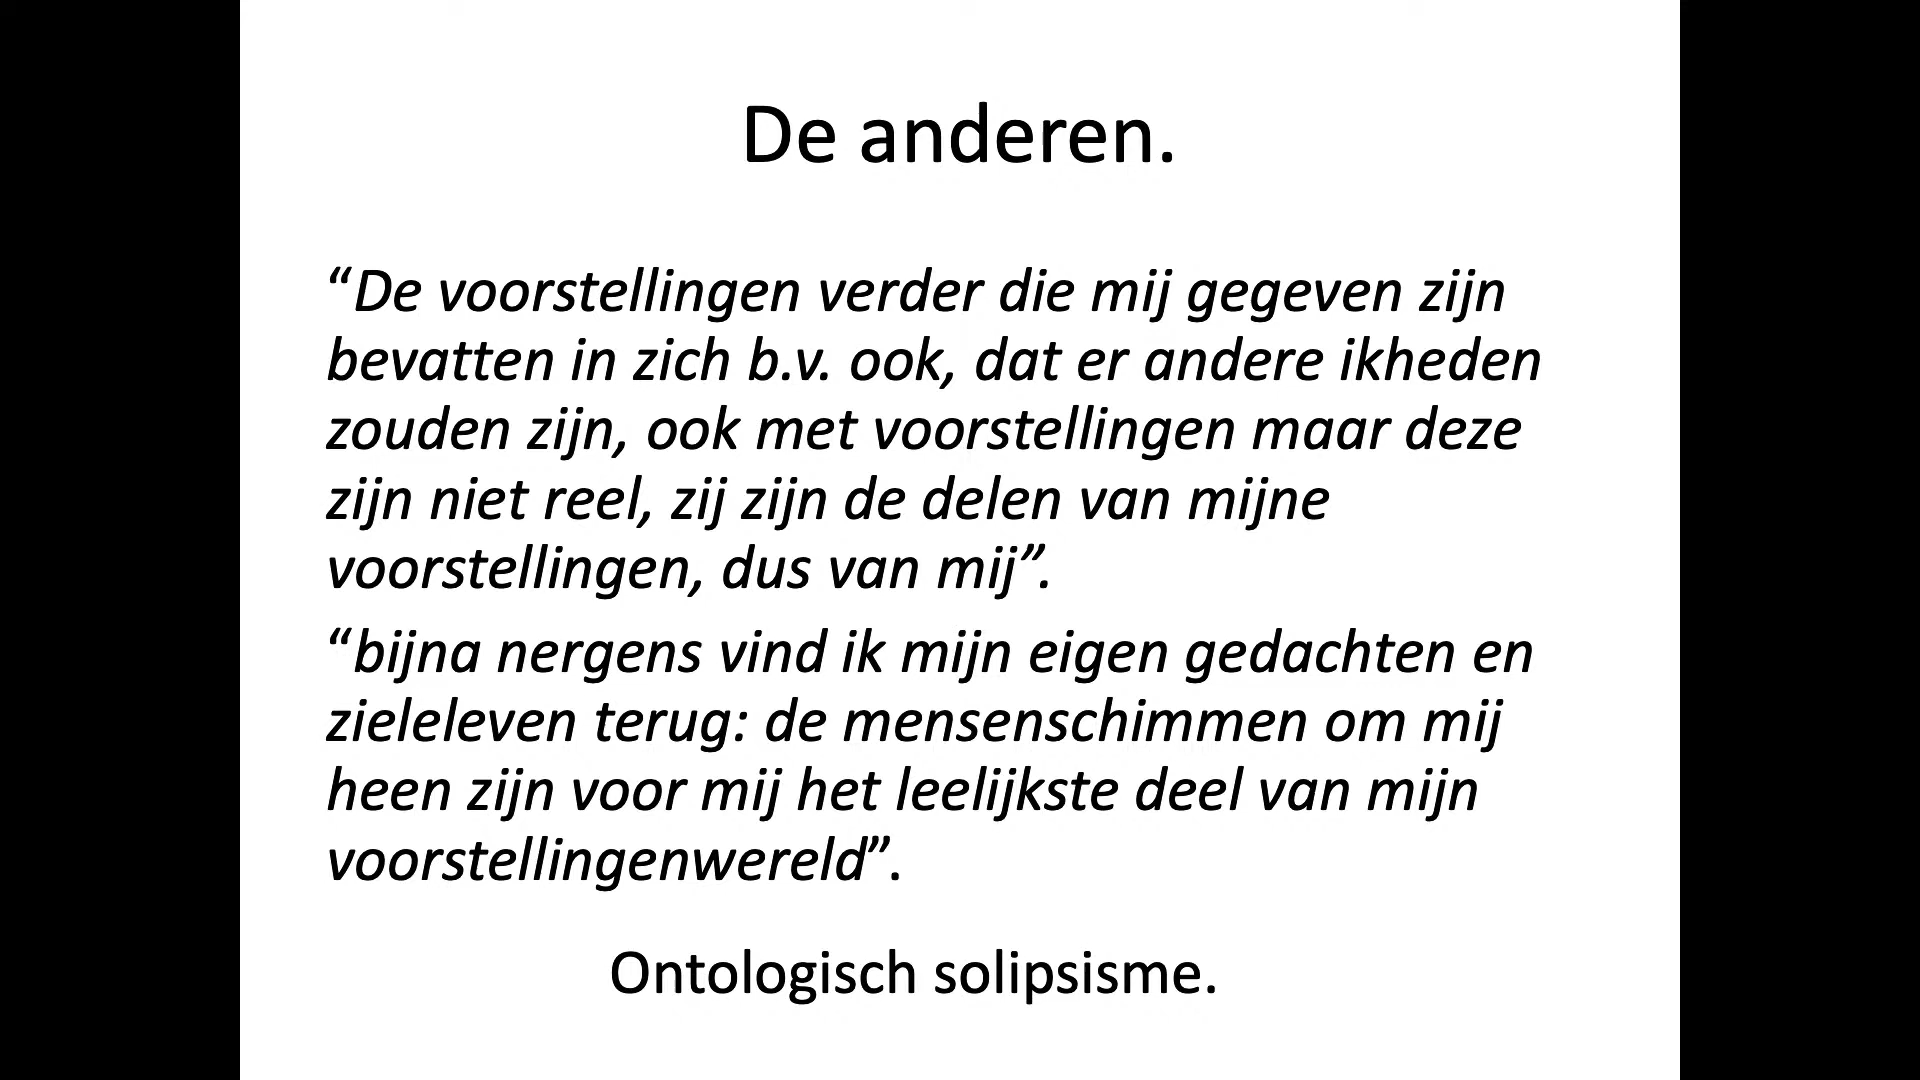 De anderen.
“De voorstellingen verder die mij gegeven zijn
bevatten in zich b.v. ook, dat er andere ikheden
zouden zijn, ook met voorstellingen maar deze
zijn niet reel, zij zijn de delen van mijne
voorstellingen, dus van mij”.
“bijna nergens vind ik mijn eigen gedachten en
zieleleven terug: de mensenschimmen om mij
heen zijn voor mij het leelijkste deel van mijn
voorstellingenwereld”.
Ontologisch solipsisme.